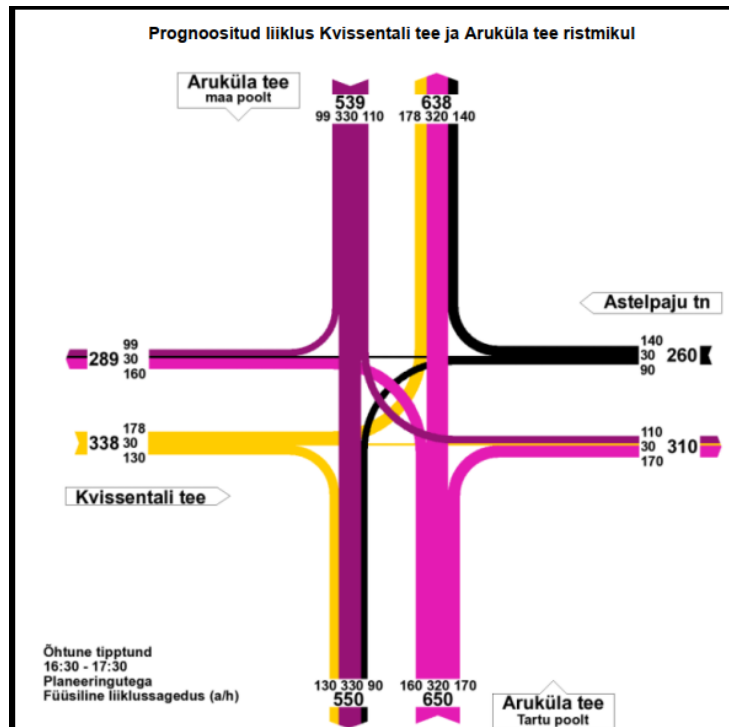 Prognoositud liiklus Kvissentali tee ja Aruküla tee ristmikul
Aruküla tee
maa poolt
539
99 330 110
638
178 320 140
Astelpaju tn
289
99
30
160
140
30
90
260
338
178
30
130
110
30
170
310
Kvissentali tee
Õhtune tipptund
16:30 - 17:30
Planeeringutega
Füüsiline liiklussagedus (a/h)
130 330 90
550
160 320 170
650
Aruküla tee
Tartu poolt